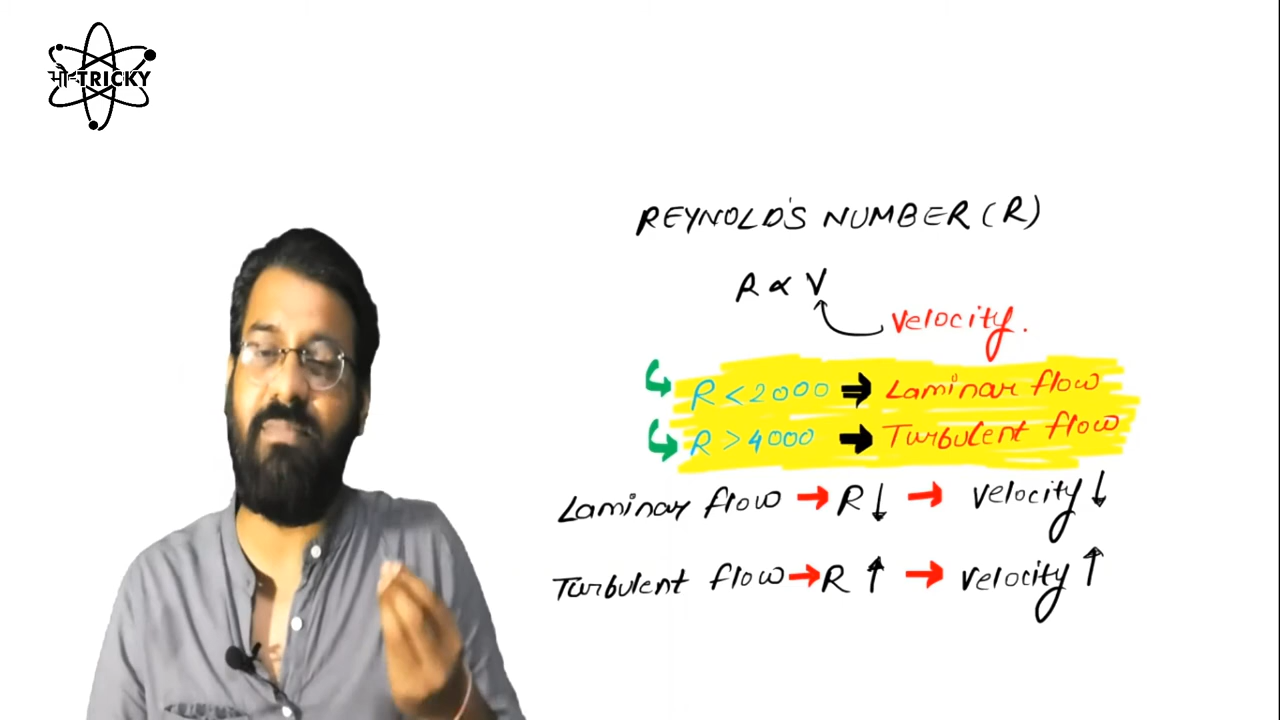 भौ-TRICKY
REYNOLD'S NUMBER (R)
R ∝ V
Velocity.
R < 2000 ➡ Laminar flow
R > 4000 ➡ Turbulent flow
Laminar flow ➡ R ↓ ➡ Velocity ↓
Turbulent flow ➡ R ↑ ➡ Velocity ↑